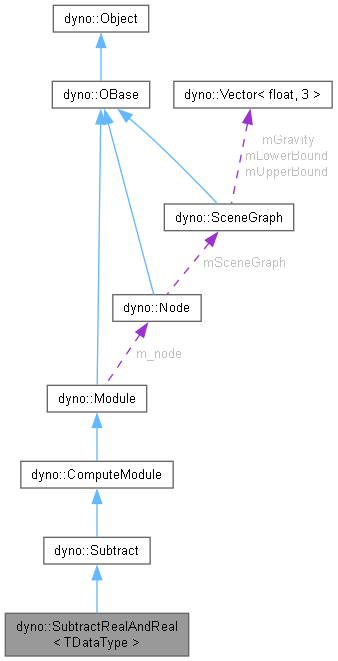 dyno::Object
dyno::OBase
dyno::Vector< float, 3 >
mGravity
mLowerBound
mUpperBound
dyno::SceneGraph
mSceneGraph
dyno::Node
m_node
dyno::Module
dyno::ComputeModule
dyno::Subtract
dyno::SubtractRealAndReal
< TDataType >